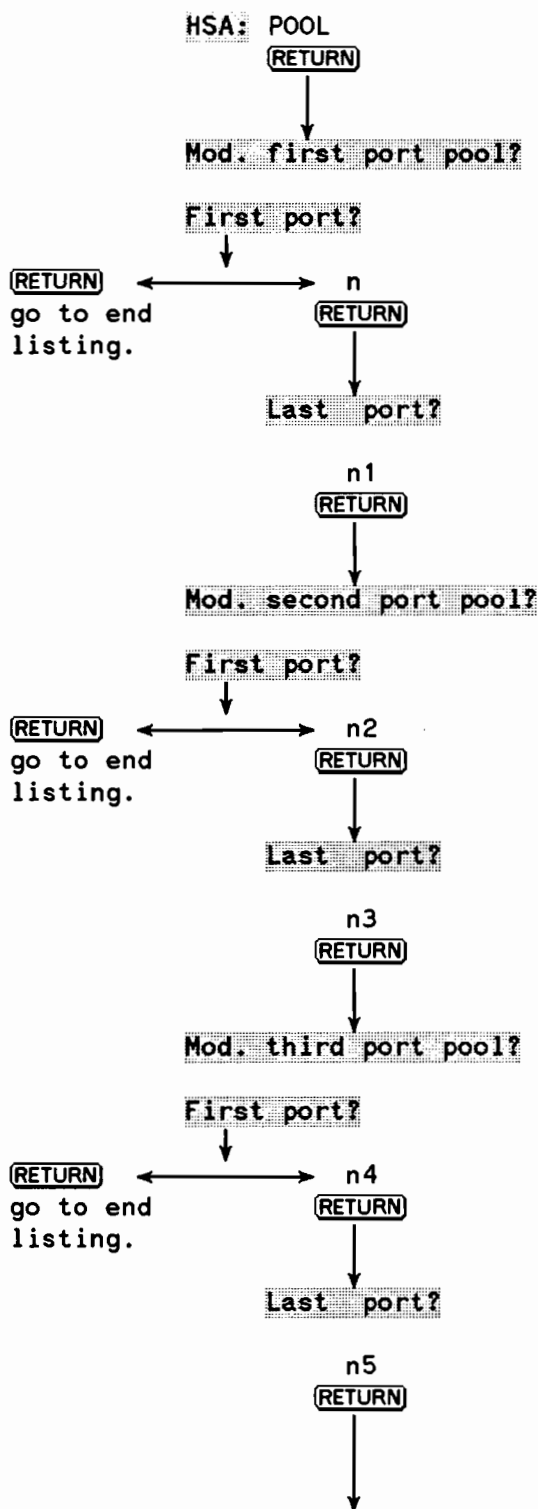 HSA: POOL
RETURN
Mod. first port pool?
First port?
RETURN n
go to end RETURN
listing.
Last port?
n1
RETURN
Mod. second port pool?
First port?
RETURN n2
go to end RETURN
listing.
Last port?
n3
RETURN
Mod. third port pool?
First port?
RETURN n4
go to end RETURN
listing.
Last port?
n5
RETURN